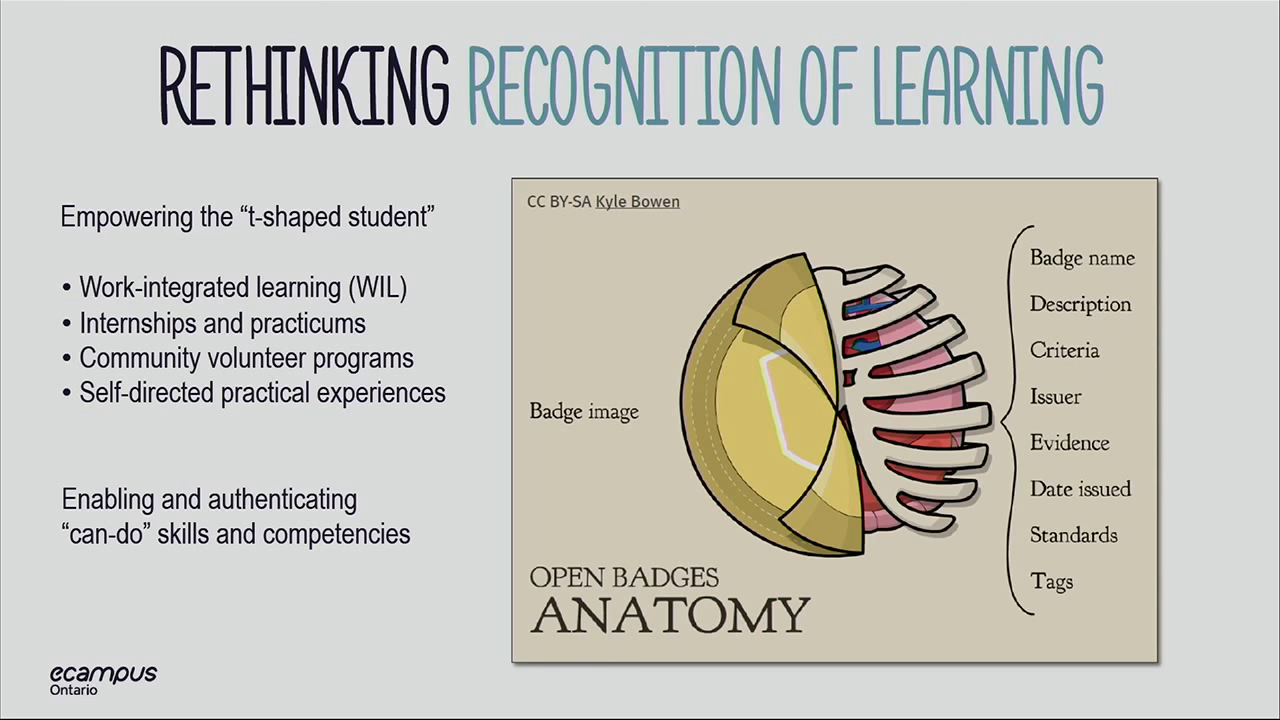 RETHINKING RECOGNITION OF LEARNING
Empowering the “t-shaped student”
• Work-integrated learning (WIL)
• Internships and practicums
• Community volunteer programs
• Self-directed practical experiences
Enabling and authenticating
“can-do” skills and competencies
ecampus
Ontario
CC BY-SA Kyle Bowen
Badge image
Badge name
Description
Criteria
Issuer
Evidence
Date issued
Standards
Tags
OPEN BADGES
ANATOMY